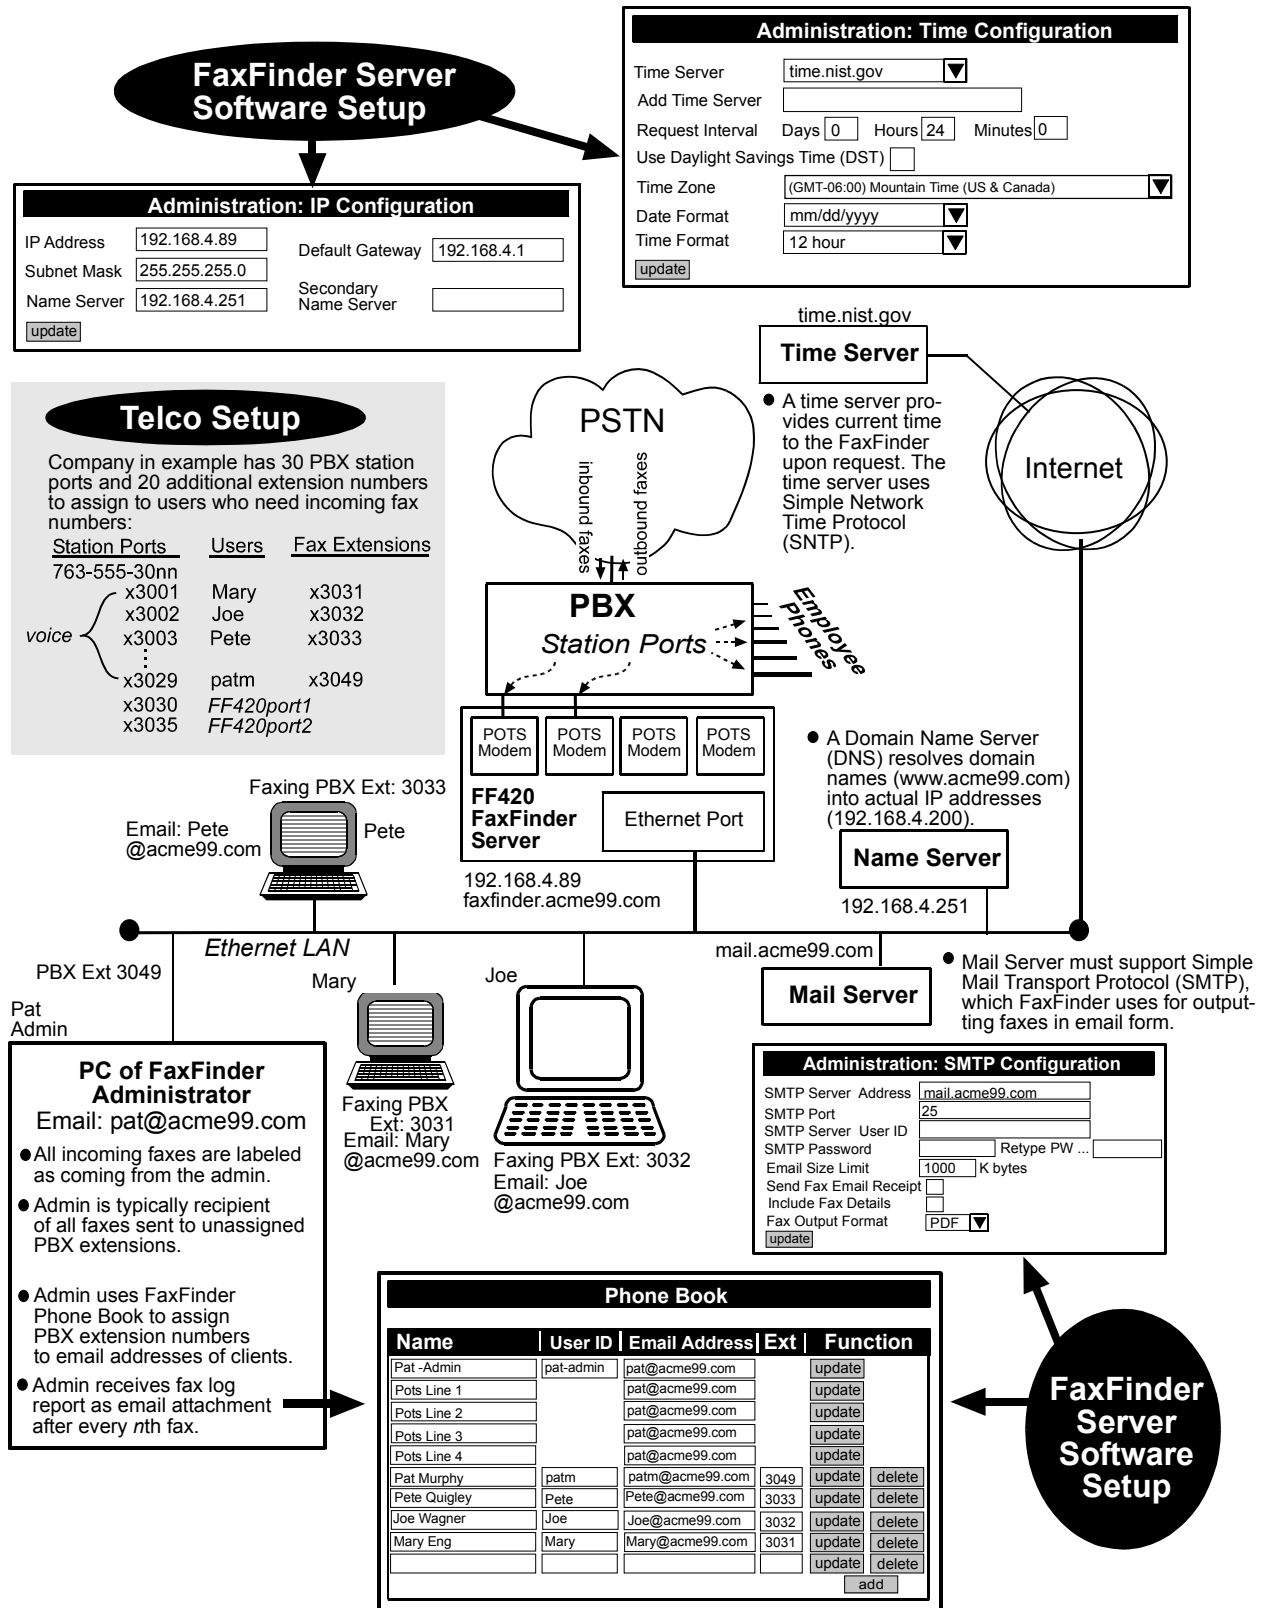 FaxFinder Server
Software Setup
Administration: Time Configuration
Time Server time.nist.gov
Add Time Server
Request Interval Days 0 Hours 24 Minutes 0
Use Daylight Savings Time (DST)
Time Zone (GMT-06:00) Mountain Time (US & Canada)
Date Format mm/dd/yyyy
Time Format 12 hour
update
Administration: IP Configuration
IP Address 192.168.4.89
Subnet Mask 255.255.255.0
Name Server 192.168.4.251
Default Gateway 192.168.4.1
Secondary
Name Server
update
time.nist.gov
Time Server
A time server pro-
vides current time
to the FaxFinder
upon request. The
time server uses
Simple Network
Time Protocol
(SNTP).
Internet
Telco Setup
Company in example has 30 PBX station
ports and 20 additional extension numbers
to assign to users who need incoming fax
numbers:
Station Ports Users Fax Extensions
763-555-30nn
x3001 Mary x3031
x3002 Joe x3032
voice x3003 Pete x3033
x3029 patm x3049
x3030 FF420port1
x3035 FF420port2
PSTN
inbound faxes
outbound faxes
PBX
Station Ports
Employee
Phones
POTS
Modem
POTS
Modem
POTS
Modem
POTS
Modem
FF420
FaxFinder
Server
Ethernet Port
192.168.4.89
faxfinder.acme99.com
A Domain Name Server
(DNS) resolves domain
names (www.acme99.com)
into actual IP addresses
(192.168.4.200).
Name Server
192.168.4.251
Faxing PBX Ext: 3033
Email: Pete
@acme99.com
Pete
Ethernet LAN
mail.acme99.com
Mail Server
Mail Server must support Simple
Mail Transport Protocol (SMTP),
which FaxFinder uses for output-
ting faxes in email form.
PBX Ext 3049
Pat
Admin
Mary
Faxing PBX
Ext: 3031
Email: Mary
@acme99.com
Joe
Faxing PBX Ext: 3032
Email: Joe
@acme99.com
PC of FaxFinder
Administrator
Email: pat@acme99.com
All incoming faxes are labeled
as coming from the admin.
Admin is typically recipient
of all faxes sent to unassigned
PBX extensions.
Admin uses FaxFinder
Phone Book to assign
PBX extension numbers
to email addresses of clients.
Admin receives fax log
report as email attachment
after every nth fax.
Administration: SMTP Configuration
SMTP Server Address mail.acme99.com
SMTP Port 25
SMTP Server User ID
SMTP Password Retype PW ...
Email Size Limit 1000 K bytes
Send Fax Email Receipt
Include Fax Details
Fax Output Format PDF
update
Phone Book
Name User ID Email Address Ext Function
Pat -Admin pat-admin pat@acme99.com update
Pots Line 1 pat@acme99.com update
Pots Line 2 pat@acme99.com update
Pots Line 3 pat@acme99.com update
Pots Line 4 pat@acme99.com update
Pat Murphy patm patm@acme99.com 3049 update delete
Pete Quigley Pete Pete@acme99.com 3033 update delete
Joe Wagner Joe Joe@acme99.com 3032 update delete
Mary Eng Mary Mary@acme99.com 3031 update delete
update delete
add
FaxFinder
Server
Software
Setup